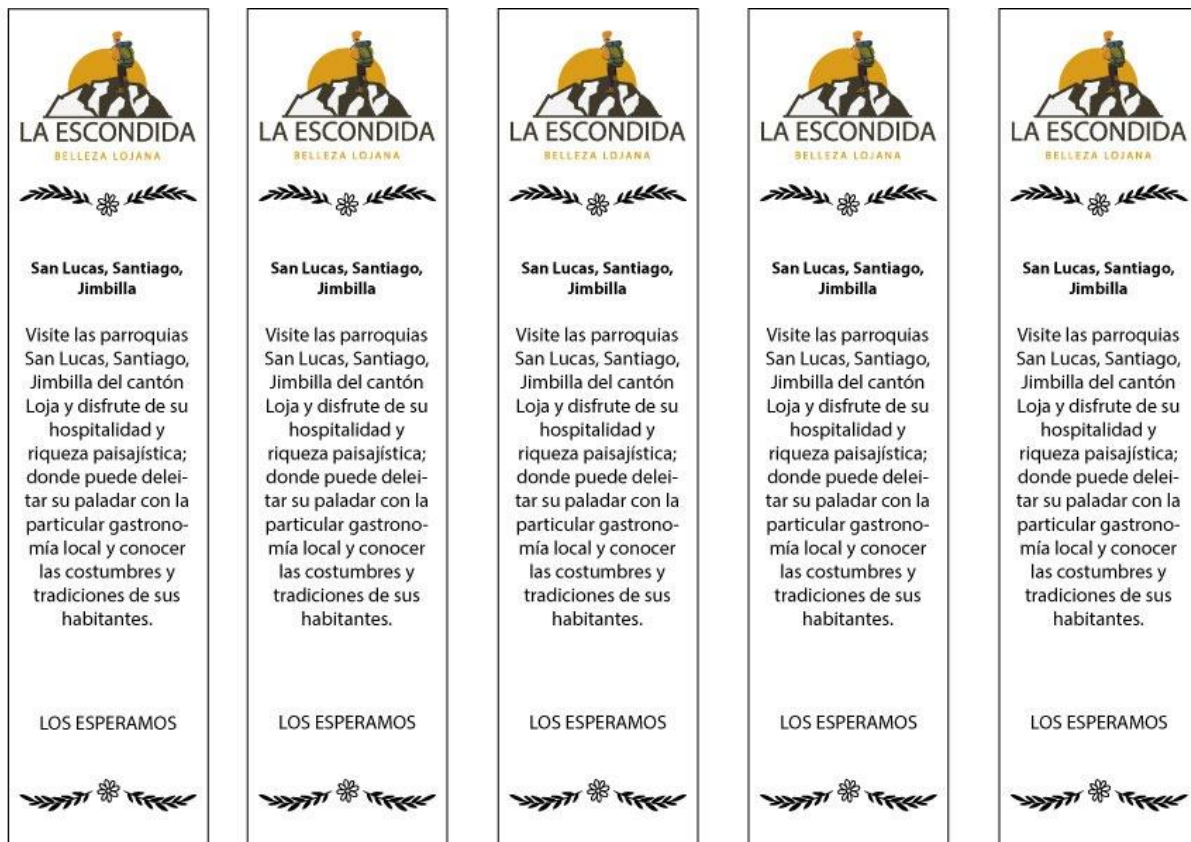 LA ESCONDIDA
BELLEZA LOJANA
San Lucas, Santiago,
Jimbilla
Visite las parroquias
San Lucas, Santiago,
Jimbilla del cantón
Loja y disfrute de su
hospitalidad y
riqueza paisajística;
donde puede delei-
tar su paladar con la
particular gastrono-
mía local y conocer
las costumbres y
tradiciones de sus
habitantes.
LOS ESPERAMOS
LA ESCONDIDA
BELLEZA LOJANA
San Lucas, Santiago,
Jimbilla
Visite las parroquias
San Lucas, Santiago,
Jimbilla del cantón
Loja y disfrute de su
hospitalidad y
riqueza paisajística;
donde puede delei-
tar su paladar con la
particular gastrono-
mía local y conocer
las costumbres y
tradiciones de sus
habitantes.
LOS ESPERAMOS
LA ESCONDIDA
BELLEZA LOJANA
San Lucas, Santiago,
Jimbilla
Visite las parroquias
San Lucas, Santiago,
Jimbilla del cantón
Loja y disfrute de su
hospitalidad y
riqueza paisajística;
donde puede delei-
tar su paladar con la
particular gastrono-
mía local y conocer
las costumbres y
tradiciones de sus
habitantes.
LOS ESPERAMOS
LA ESCONDIDA
BELLEZA LOJANA
San Lucas, Santiago,
Jimbilla
Visite las parroquias
San Lucas, Santiago,
Jimbilla del cantón
Loja y disfrute de su
hospitalidad y
riqueza paisajística;
donde puede delei-
tar su paladar con la
particular gastrono-
mía local y conocer
las costumbres y
tradiciones de sus
habitantes.
LOS ESPERAMOS
LA ESCONDIDA
BELLEZA LOJANA
San Lucas, Santiago,
Jimbilla
Visite las parroquias
San Lucas, Santiago,
Jimbilla del cantón
Loja y disfrute de su
hospitalidad y
riqueza paisajística;
donde puede delei-
tar su paladar con la
particular gastrono-
mía local y conocer
las costumbres y
tradiciones de sus
habitantes.
LOS ESPERAMOS